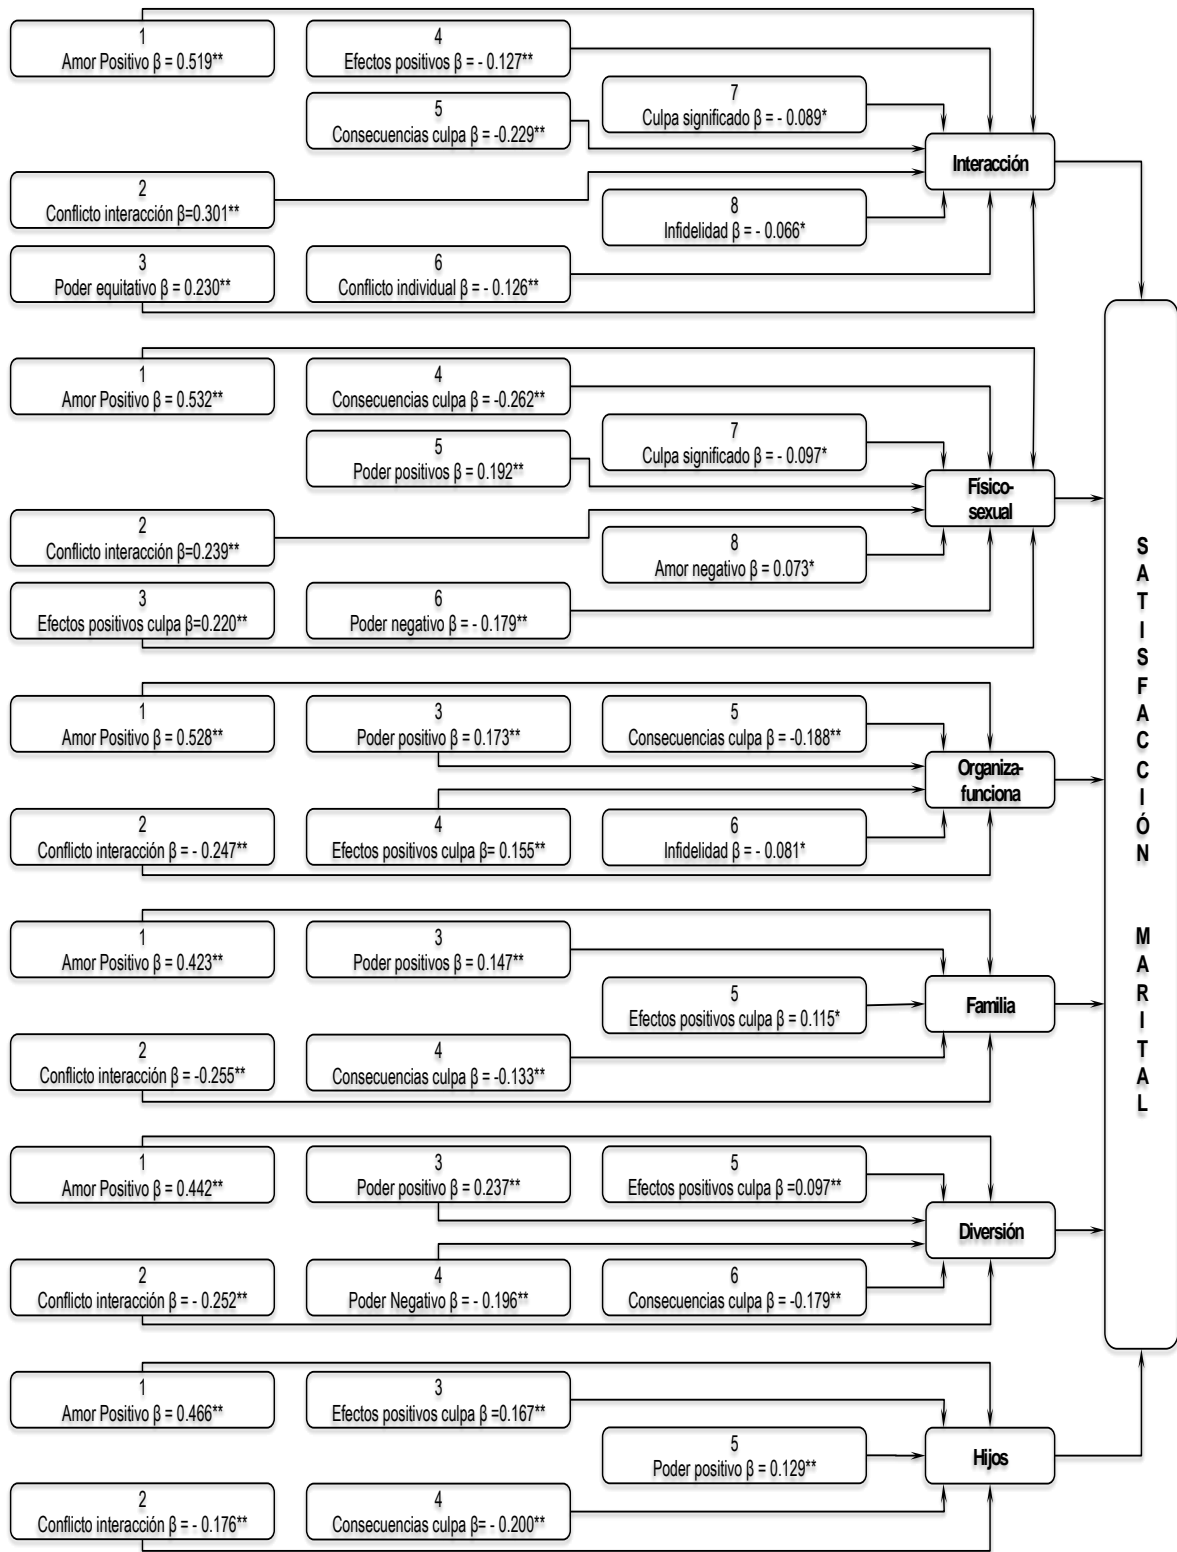 1
Amor Positivo β = 0.519**
4
Efectos positivos β = - 0.127**
7
Culpa significado β = - 0.089*
5
Consecuencias culpa β = -0.229**
Interacción
2
Conflicto interacción β=0.301**
8
Infidelidad β = - 0.066*
3
Poder equitativo β = 0.230**
6
Conflicto individual β = - 0.126**
1
Amor Positivo β = 0.532**
4
Consecuencias culpa β = -0.262**
7
Culpa significado β = - 0.097*
5
Poder positivos β = 0.192**
Físico-
sexual
2
Conflicto interacción β=0.239**
8
Amor negativo β = 0.073*
3
Efectos positivos culpa β=0.220**
6
Poder negativo β = - 0.179**
1
Amor Positivo β = 0.528**
3
Poder positivo β = 0.173**
5
Consecuencias culpa β = -0.188**
Organiza-
funciona
2
Conflicto interacción β = - 0.247**
4
Efectos positivos culpa β= 0.155**
6
Infidelidad β = - 0.081*
1
Amor Positivo β = 0.423**
3
Poder positivos β = 0.147**
5
Efectos positivos culpa β = 0.115*
Familia
2
Conflicto interacción β = -0.255**
4
Consecuencias culpa β = -0.133**
1
Amor Positivo β = 0.442**
3
Poder positivo β = 0.237**
5
Efectos positivos culpa β =0.097**
Diversión
2
Conflicto interacción β = - 0.252**
4
Poder Negativo β = - 0.196**
6
Consecuencias culpa β = -0.179**
1
Amor Positivo β = 0.466**
3
Efectos positivos culpa β =0.167**
5
Poder positivo β = 0.129**
Hijos
2
Conflicto interacción β = - 0.176**
4
Consecuencias culpa β= - 0.200**
SATISFACCIÓN MARITAL